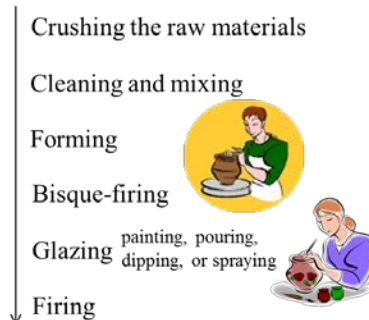 Crushing the raw materials
Cleaning and mixing
Forming
Bisque-firing
Glazing painting, pouring,
dipping, or spraying
Firing